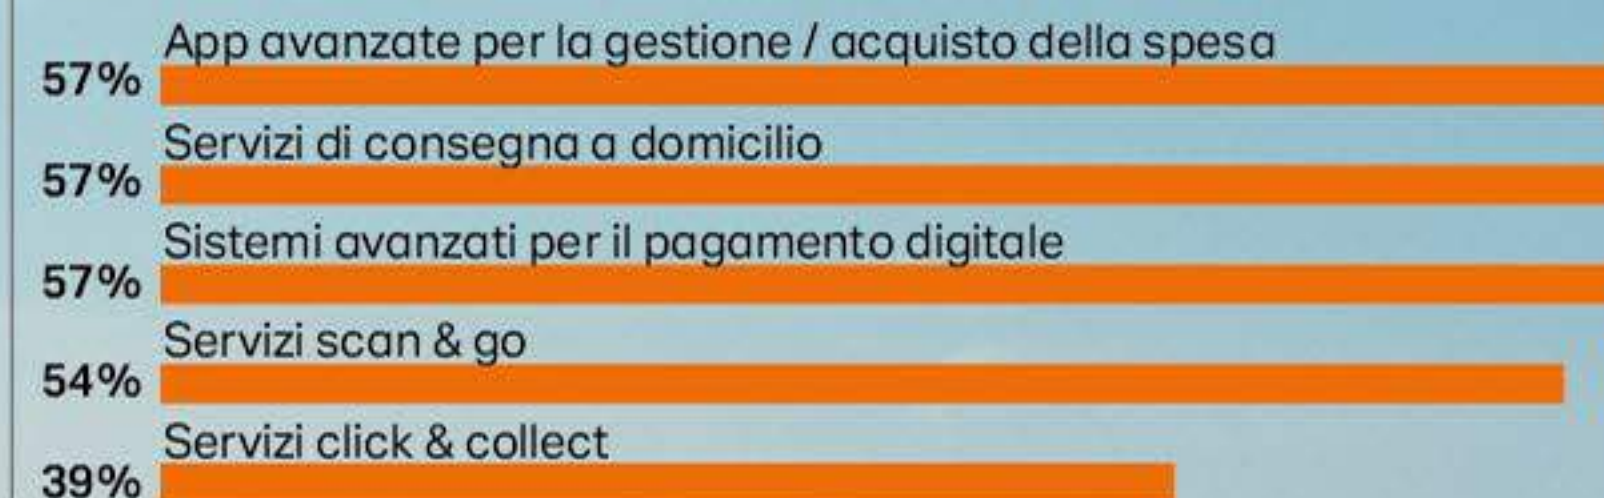 App avanzate per la gestione / acquisto della spesa
57%
Servizi di consegna a domicilio
57%
Sistemi avanzati per il pagamento digitale
57%
Servizi scan & go
54%
Servizi click & collect
39%